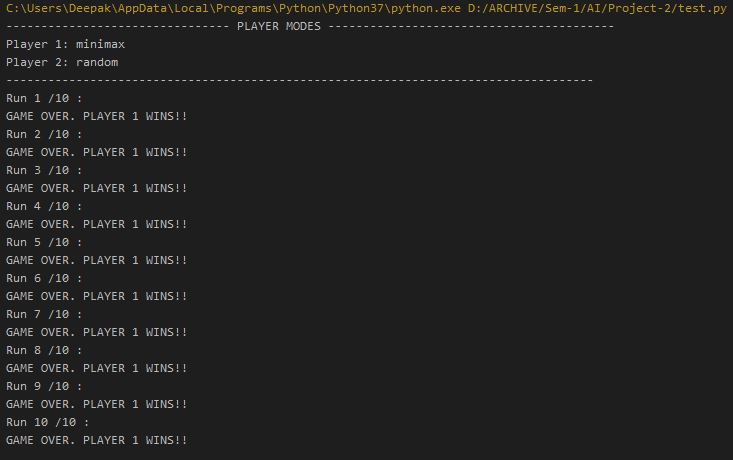 C:\Users\Deepak\AppData\Local\Programs\Python\Python37\python.exe D:/ARCHIVE/Sem-1/AI/Project-2/test.py
-------------------------------- PLAYER MODES -----------------------------------------
Player 1: minimax
Player 2: random
------------------------------------------------------------------------------------
Run 1 /10 :
GAME OVER. PLAYER 1 WINS!!
Run 2 /10 :
GAME OVER. PLAYER 1 WINS!!
Run 3 /10 :
GAME OVER. PLAYER 1 WINS!!
Run 4 /10 :
GAME OVER. PLAYER 1 WINS!!
Run 5 /10 :
GAME OVER. PLAYER 1 WINS!!
Run 6 /10 :
GAME OVER. PLAYER 1 WINS!!
Run 7 /10 :
GAME OVER. PLAYER 1 WINS!!
Run 8 /10 :
GAME OVER. PLAYER 1 WINS!!
Run 9 /10 :
GAME OVER. PLAYER 1 WINS!!
Run 10 /10 :
GAME OVER. PLAYER 1 WINS!!